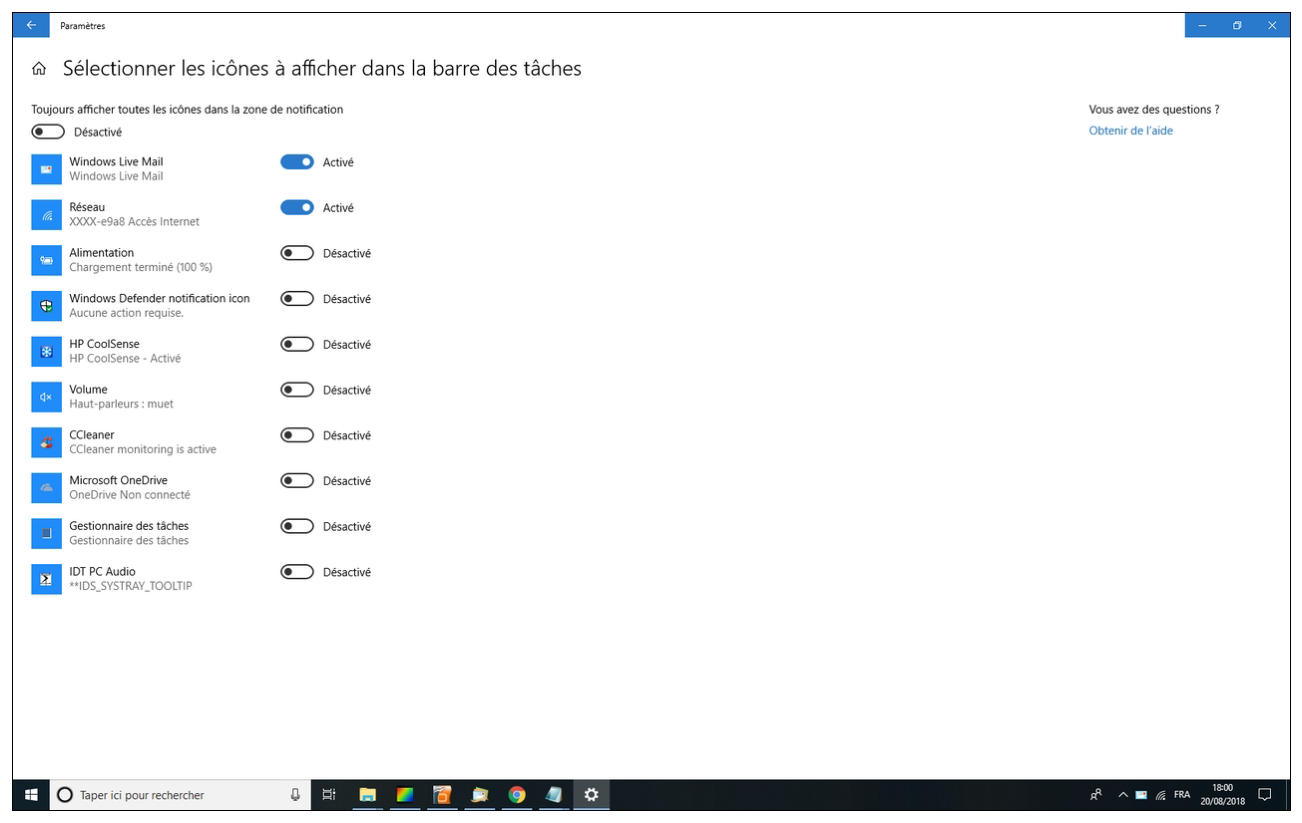 Paramètres
Sélectionner les icônes à afficher dans la barre des tâches
Toujours afficher toutes les icônes dans la zone de notification
Désactivé
Vous avez des questions ?
Obtenir de l'aide
Windows Live Mail
Windows Live Mail
Activé
Réseau
XXXX-e9a8 Accès Internet
Activé
Alimentation
Chargement terminé (100 %)
Désactivé
Windows Defender notification icon
Aucune action requise.
Désactivé
HP CoolSense
HP CoolSense - Activé
Désactivé
Volume
Haut-parleurs : muet
Désactivé
CCleaner
CCleaner monitoring is active
Désactivé
Microsoft OneDrive
OneDrive Non connecté
Désactivé
Gestionnaire des tâches
Gestionnaire des tâches
Désactivé
IDT PC Audio
**IDS_SYSTRAY_TOOLTIP
Désactivé
Taper ici pour rechercher
FRA
18:00
20/08/2018